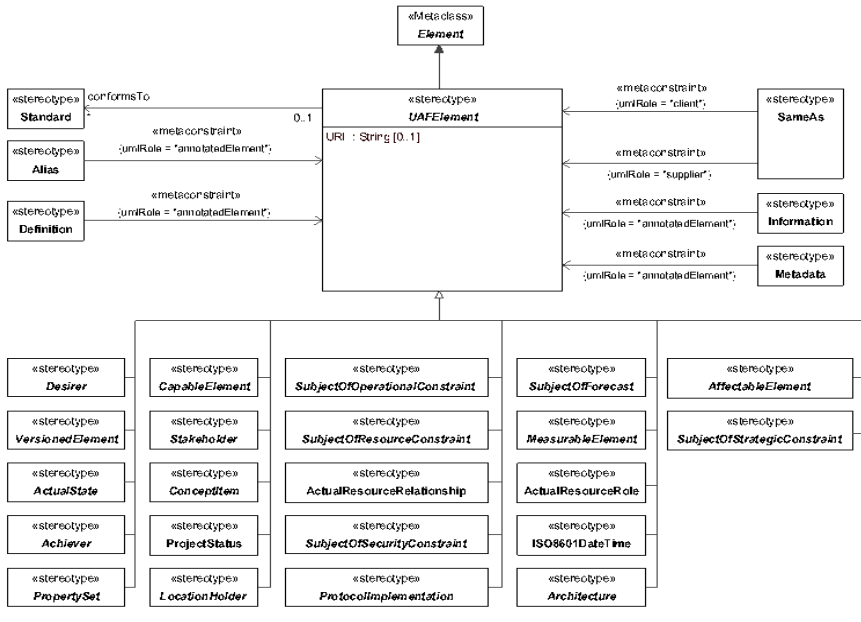 «Metaclass»
Element
«stereotype»
Standard
conformsTo
0..1
«stereotype»
UAFElement
URI : String [0..1]
«metaconstraint»
{umlRole = "client"}
«stereotype»
SameAs
«metaconstraint»
{umlRole = "supplier"}
«stereotype»
Alias
«metaconstraint»
{umlRole = "annotatedElement"}
«stereotype»
Definition
«metaconstraint»
{umlRole = "annotatedElement"}
«metaconstraint»
{umlRole = "annotatedElement"}
«stereotype»
Information
«metaconstraint»
{umlRole = "annotatedElement"}
«stereotype»
Metadata
«stereotype»
Desirer
«stereotype»
CapableElement
«stereotype»
SubjectOfOperationalConstraint
«stereotype»
SubjectOfForecast
«stereotype»
AffectableElement
«stereotype»
VersionedElement
«stereotype»
Stakeholder
«stereotype»
SubjectOfResourceConstraint
«stereotype»
MeasurableElement
«stereotype»
SubjectOfStrategicConstraint
«stereotype»
ActualState
«stereotype»
ConceptItem
«stereotype»
ActualResourceRelationship
«stereotype»
ActualResourceRole
«stereotype»
Achiever
«stereotype»
ProjectStatus
«stereotype»
SubjectOfSecurityConstraint
«stereotype»
ISO8601DateTime
«stereotype»
PropertySet
«stereotype»
LocationHolder
«stereotype»
ProtocolImplementation
«stereotype»
Architecture